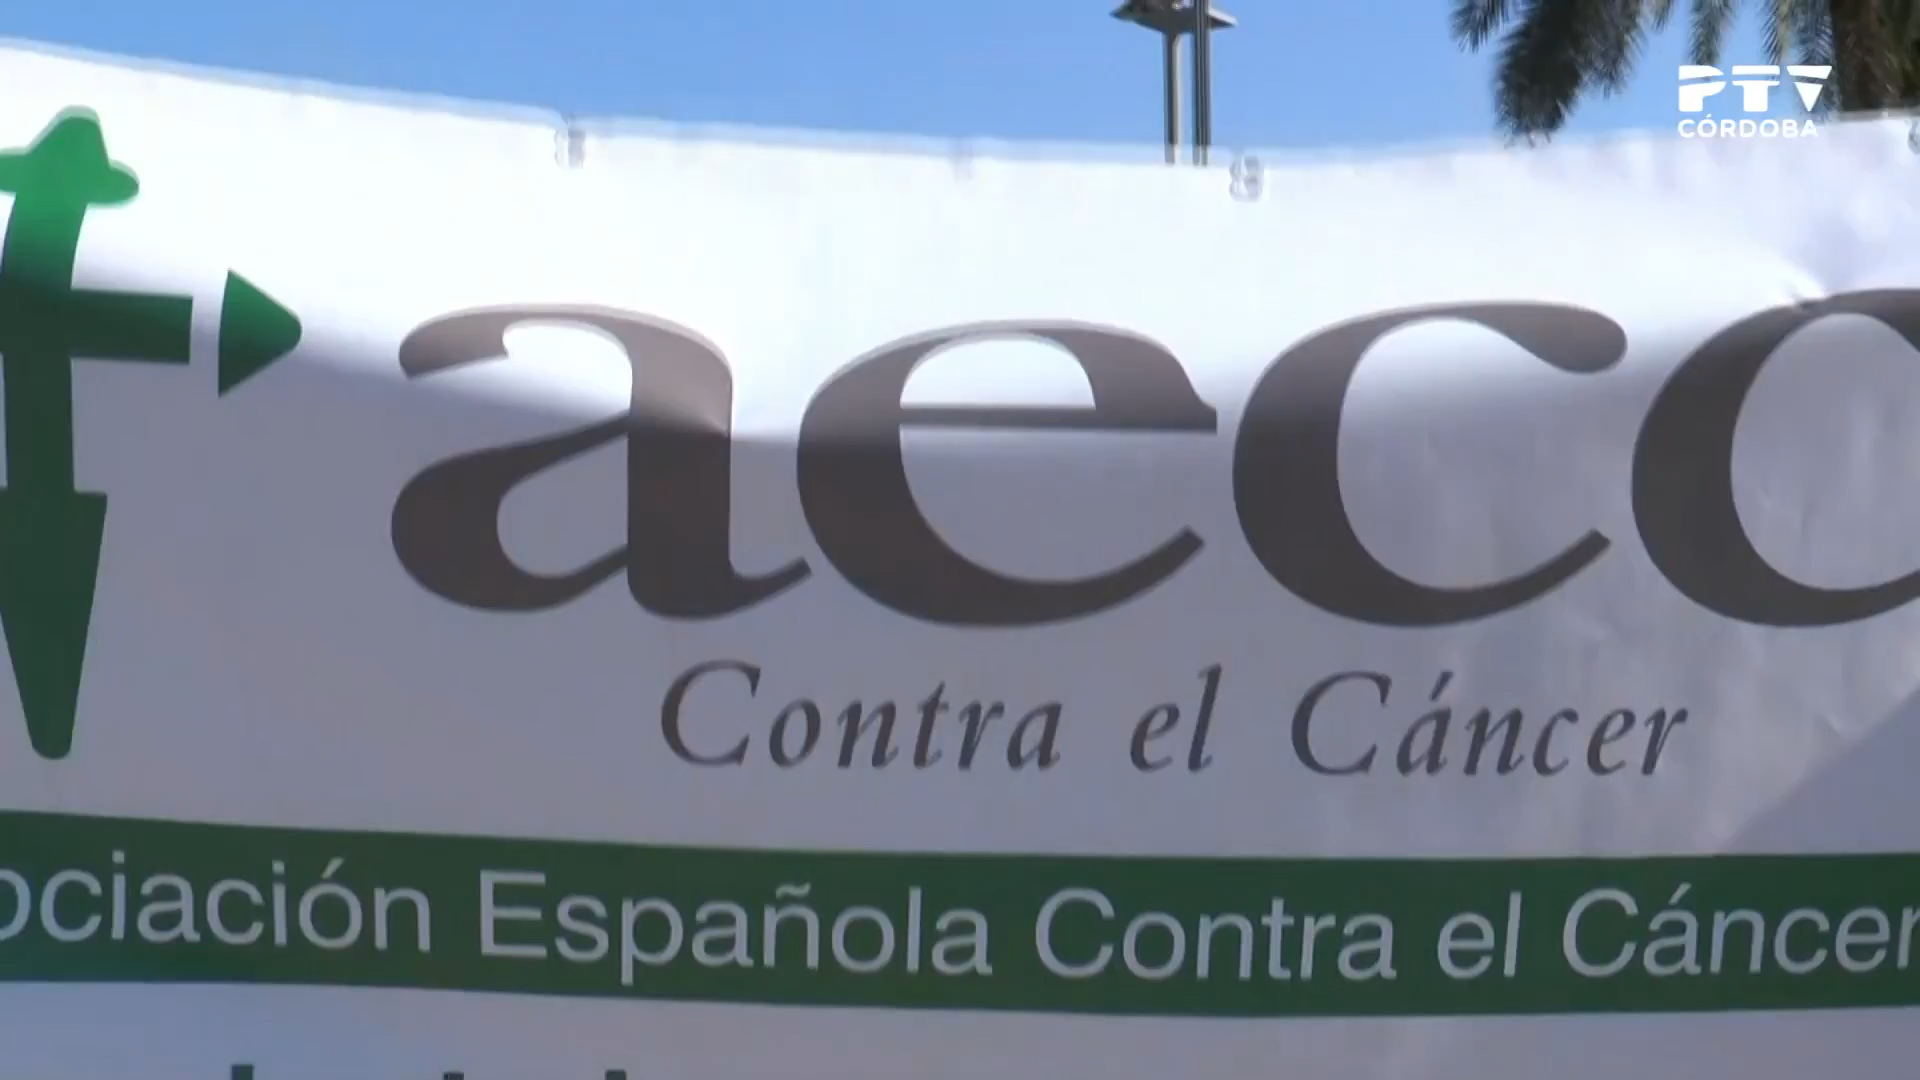 PTV
CÓRDOBA
aecc
Contra el Cáncer
ociación Española Contra el Cáncer